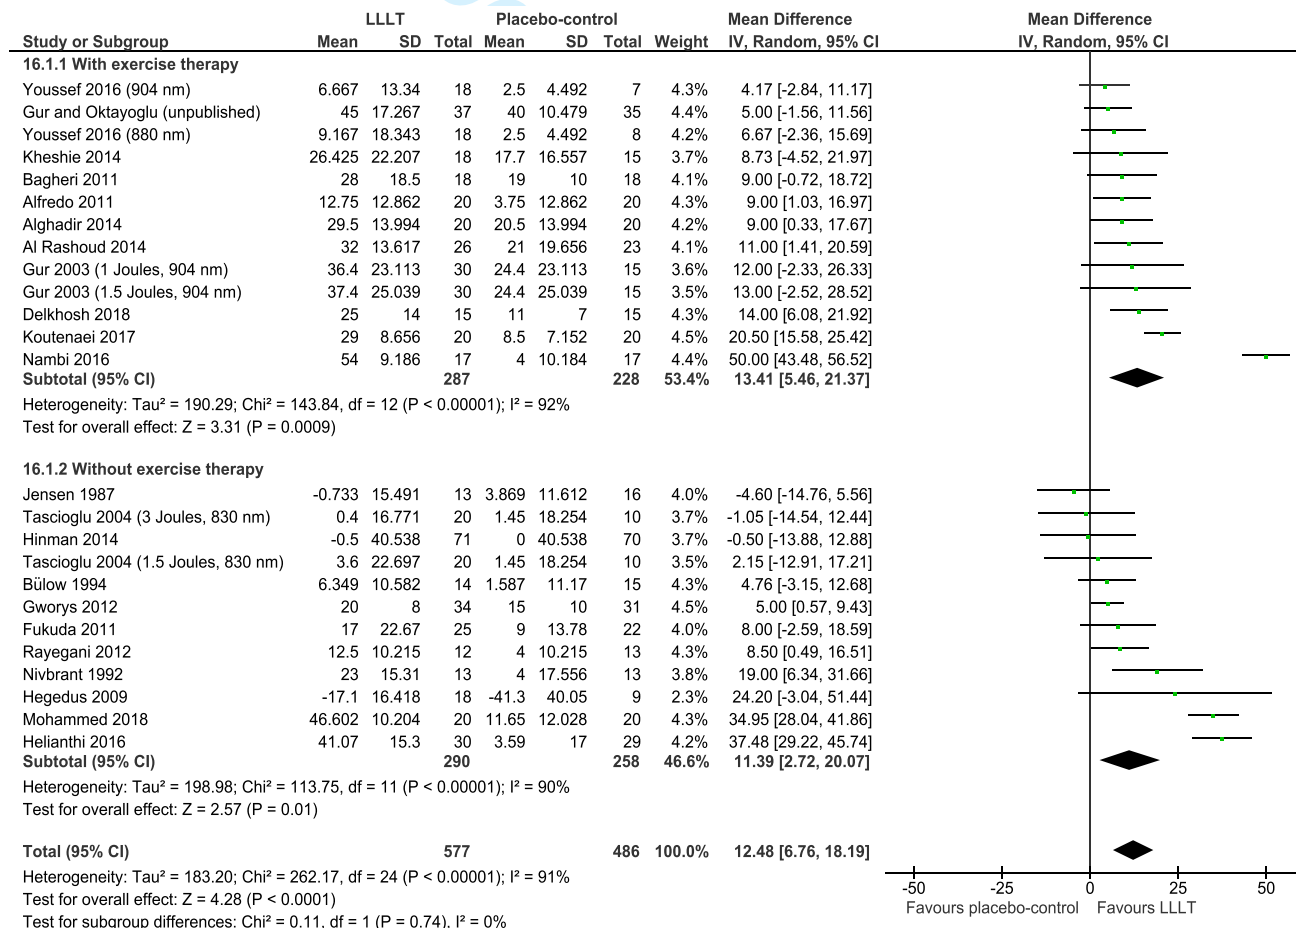 LLLT Placebo-control Mean Difference Mean Difference
Study or Subgroup Mean SD Total Mean SD Total Weight IV, Random, 95% CI IV, Random, 95% CI
16.1.1 With exercise therapy
Youssef 2016 (904 nm) 6.667 13.34 18 2.5 4.492 7 4.3% 4.17 [-2.84, 11.17]
Gur and Oktayoglu (unpublished) 45 17.267 37 40 10.479 35 4.4% 5.00 [-1.56, 11.56]
Youssef 2016 (880 nm) 9.167 18.343 18 2.5 4.492 8 4.2% 6.67 [-2.36, 15.69]
Kheshie 2014 26.425 22.207 18 17.7 16.557 15 3.7% 8.73 [-4.52, 21.97]
Bagheri 2011 28 18.5 18 19 10 18 4.1% 9.00 [-0.72, 18.72]
Alfredo 2011 12.75 12.862 20 3.75 12.862 20 4.3% 9.00 [1.03, 16.97]
Alghadir 2014 29.5 13.994 20 20.5 13.994 20 4.2% 9.00 [0.33, 17.67]
Al Rashoud 2014 32 13.617 26 21 19.656 23 4.1% 11.00 [1.41, 20.59]
Gur 2003 (1 Joules, 904 nm) 36.4 23.113 30 24.4 23.113 15 3.6% 12.00 [-2.33, 26.33]
Gur 2003 (1.5 Joules, 904 nm) 37.4 25.039 30 24.4 25.039 15 3.5% 13.00 [-2.52, 28.52]
Delkhosh 2018 25 14 15 11 7 15 4.3% 14.00 [6.08, 21.92]
Koutenaei 2017 29 8.656 20 8.5 7.152 20 4.5% 20.50 [15.58, 25.42]
Nambi 2016 54 9.186 17 4 10.184 17 4.4% 50.00 [43.48, 56.52]
Subtotal (95% CI) 287 228 53.4% 13.41 [5.46, 21.37]
Heterogeneity: Tau² = 190.29; Chi² = 143.84, df = 12 (P < 0.00001); I² = 92%
Test for overall effect: Z = 3.31 (P = 0.0009)
16.1.2 Without exercise therapy
Jensen 1987 -0.733 15.491 13 3.869 11.612 16 4.0% -4.60 [-14.76, 5.56]
Tascioglu 2004 (3 Joules, 830 nm) 0.4 16.771 20 1.45 18.254 10 3.7% -1.05 [-14.54, 12.44]
Hinman 2014 -0.5 40.538 71 0 40.538 70 3.7% -0.50 [-13.88, 12.88]
Tascioglu 2004 (1.5 Joules, 830 nm) 3.6 22.697 20 1.45 18.254 10 3.4% 2.15 [-12.91, 17.21]
Bülow 1994 6.349 10.582 14 1.587 11.17 15 4.3% 4.76 [-3.15, 12.68]
Gworys 2012 20 8 34 15 10 31 4.5% 5.00 [0.57, 9.43]
Fukuda 2011 17 22.67 25 9 13.78 22 4.0% 8.00 [-2.59, 18.59]
Rayegani 2012 12.5 10.215 12 4 10.215 13 4.3% 8.50 [0.49, 16.51]
Nivbrant 1992 23 15.31 13 4 17.556 13 3.8% 19.00 [6.34, 31.66]
Hegedus 2009 -17.1 16.418 18 -41.3 40.05 9 2.3% 24.20 [-3.04, 51.44]
Mohammed 2018 46.602 10.204 20 11.65 12.028 20 4.3% 34.95 [28.04, 41.86]
Helianthi 2016 41.07 15.3 30 3.59 17 29 4.2% 37.48 [29.22, 45.74]
Subtotal (95% CI) 290 258 46.6% 11.39 [2.72, 20.07]
Heterogeneity: Tau² = 198.98; Chi² = 113.75, df = 11 (P < 0.00001); I² = 90%
Test for overall effect: Z = 2.57 (P = 0.01)
Total (95% CI) 577 486 100.0% 12.48 [6.76, 18.19]
Heterogeneity: Tau² = 183.20; Chi² = 262.17, df = 24 (P < 0.00001); I² = 91%
Test for overall effect: Z = 4.28 (P < 0.0001)
Test for subgroup differences: Chi² = 0.11, df = 1 (P = 0.74), I² = 0%
-50 -25 0 25 50
Favours placebo-control Favours LLLT